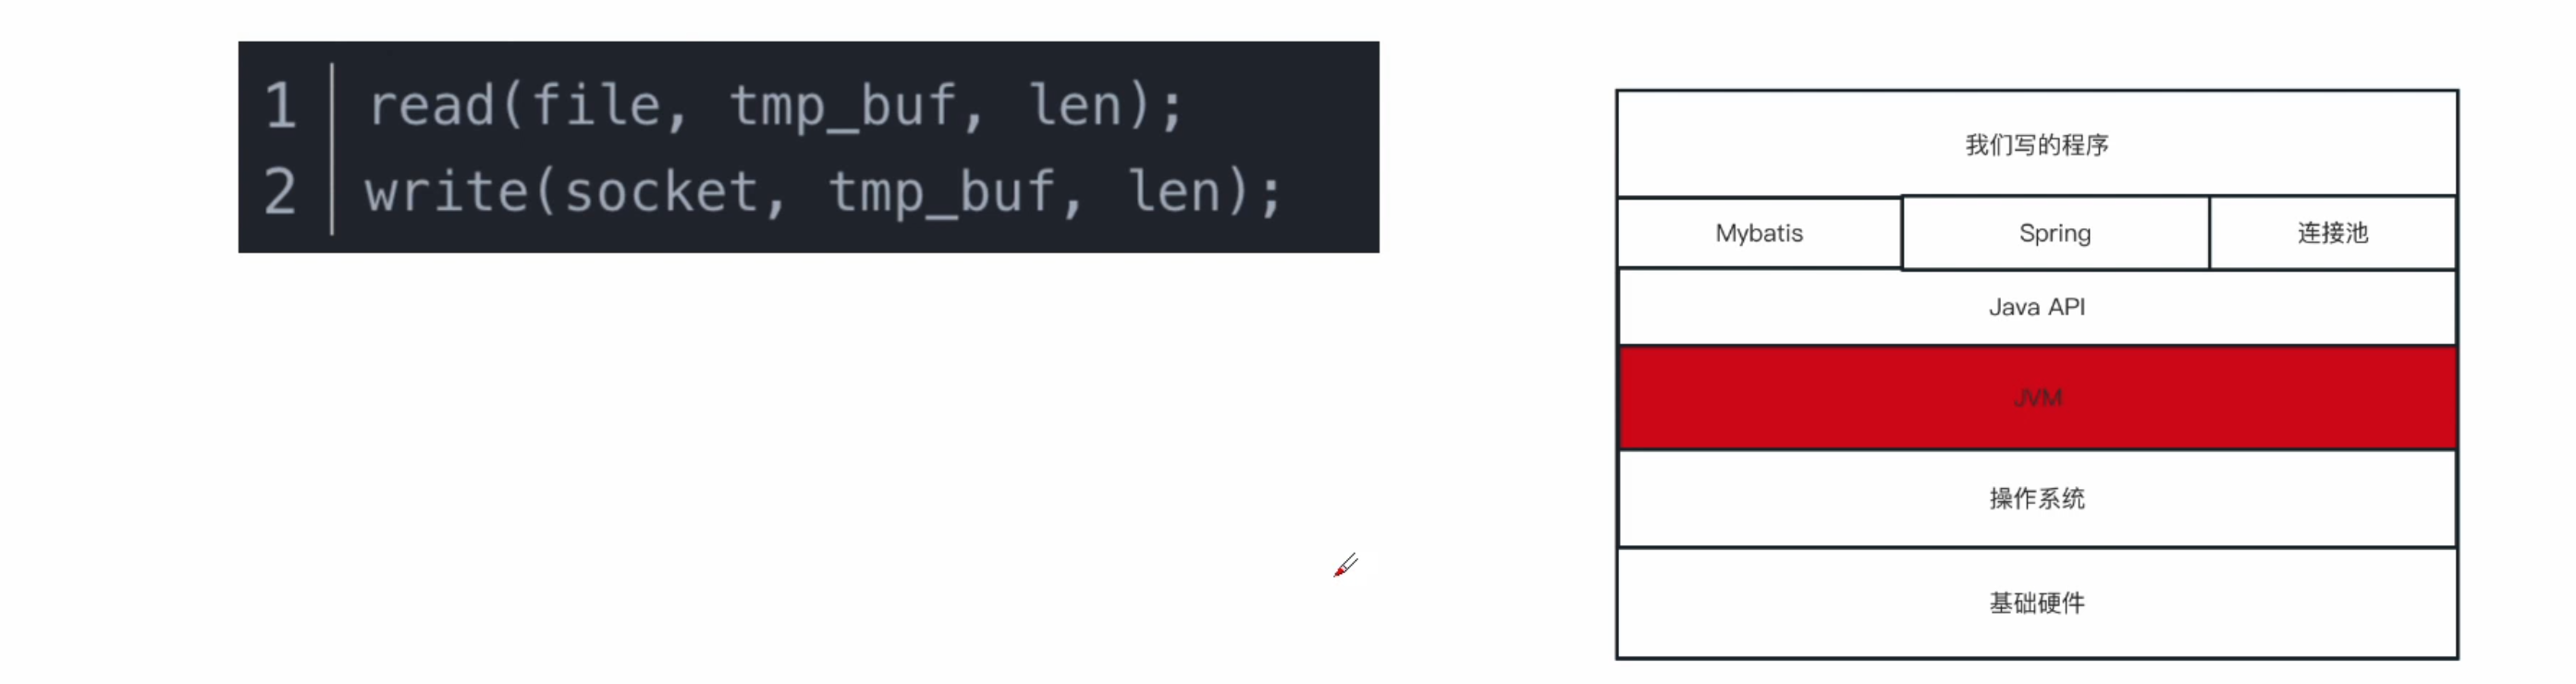 1 read(file, tmp_buf, len);
2 write(socket, tmp_buf, len);
我们写的程序
Mybatis Spring 连接池
Java API
JVM
操作系统
基础硬件